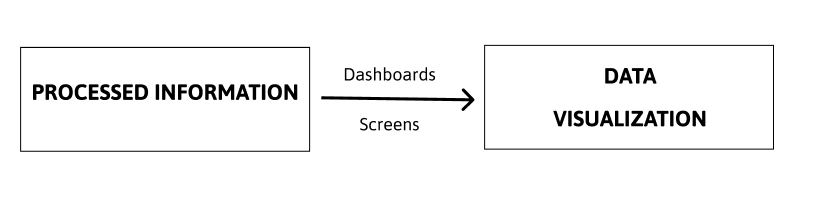 PROCESSED INFORMATION
Dashboards
Screens
DATA
VISUALIZATION